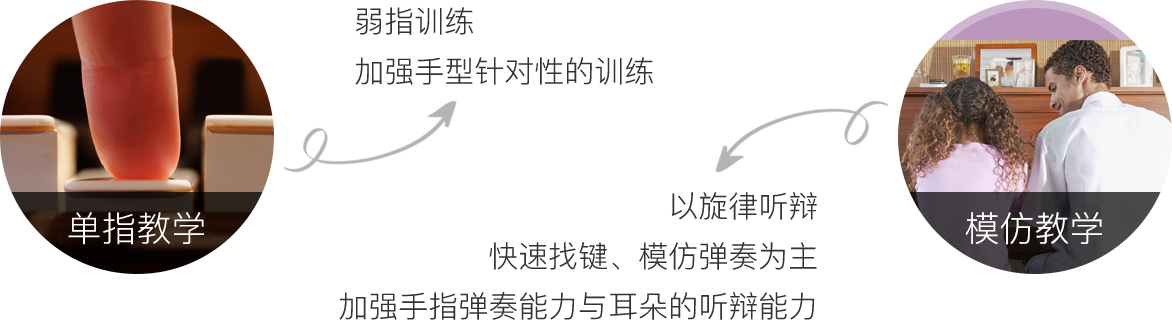 弱指训练
加强手型针对性的训练
单指教学
以旋律听辩
快速找键、模仿弹奏为主
加强手指弹奏能力与耳朵的听辩能力
模仿教学